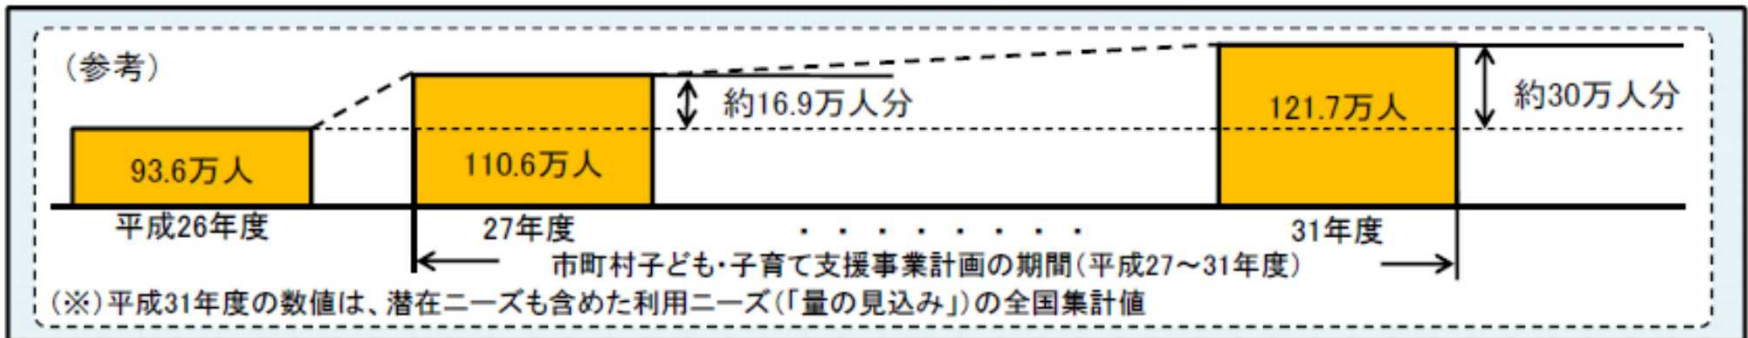 （参考）
約16.9万人分
121.7万人
約30万人分
93.6万人
110.6万人
平成26年度
27年度
・・・・・・・・
31年度
市町村子ども・子育て支援事業計画の期間（平成27～31年度）
（※）平成31年度の数値は、潜在ニーズも含めた利用ニーズ（「量の見込み」）の全国集計値